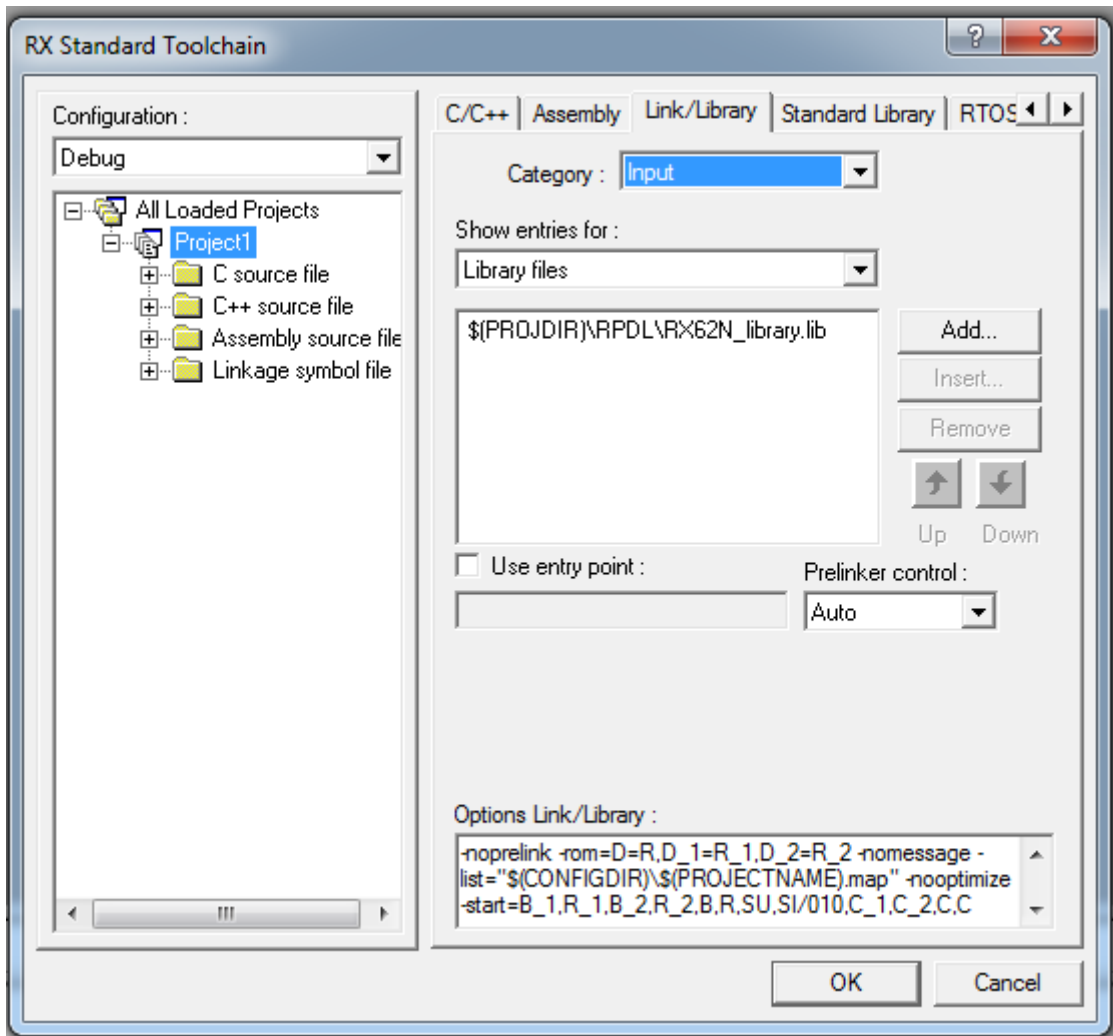 RX Standard Toolchain
Configuration :
Debug
All Loaded Projects
Project1
C source file
C++ source file
Assembly source file
Linkage symbol file
C/C++
Assembly
Link/Library
Standard Library
RTOS
Category :
Input
Show entries for :
Library files
$(PROJDIR)\RPDL\RX62N_library.lib
Add...
Insert...
Remove
Up
Down
Use entry point :
Prelinker control :
Auto
Options Link/Library :
-noprelink -rom=D=R,D_1=R_1,D_2=R_2 -nomessage -
list="$(CONFIGDIR)\$(PROJECTNAME).map" -nooptimize
-start=B_1,R_1,B_2,R_2,B,R,SU,SI/010,C_1,C_2,C,C
OK
Cancel